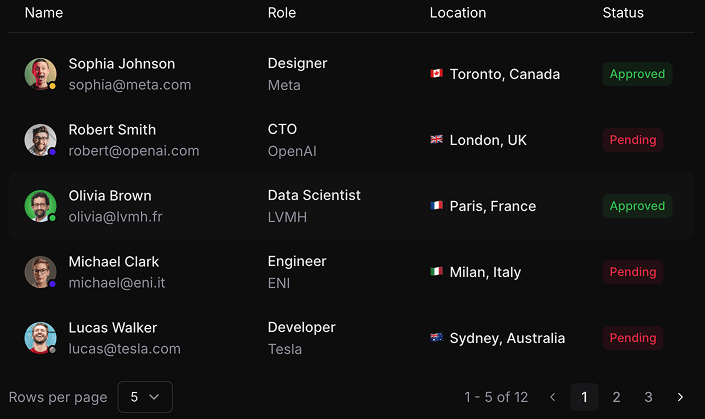 Name Role Location Status
Sophia Johnson Designer
sophia@meta.com Meta
Toronto, Canada Approved
Robert Smith CTO
robert@openai.com OpenAI
London, UK Pending
Olivia Brown Data Scientist
olivia@lvmh.fr LVMH
Paris, France Approved
Michael Clark Engineer
michael@eni.it ENI
Milan, Italy Pending
Lucas Walker Developer
lucas@tesla.com Tesla
Sydney, Australia Pending
Rows per page 5 1 - 5 of 12 1 2 3